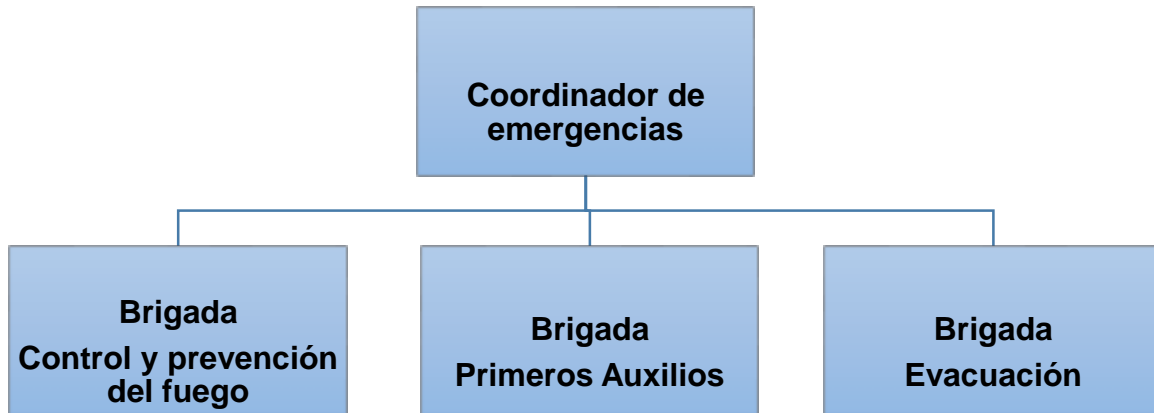 Coordinador de
emergencias
Brigada
Control y prevención
del fuego
Brigada
Primeros Auxilios
Brigada
Evacuación